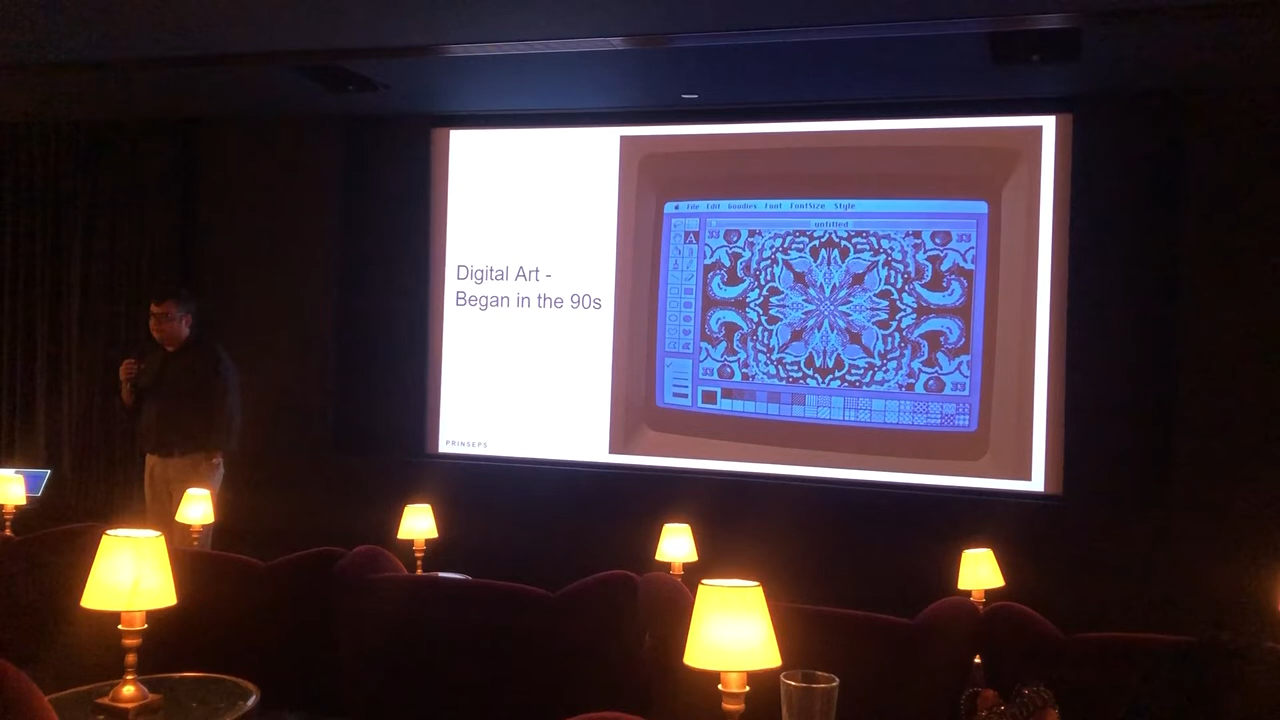 Digital Art -
Began in the 90s
PRINSEPS
File Edit Goodies Font FontSize Style
untitled
A